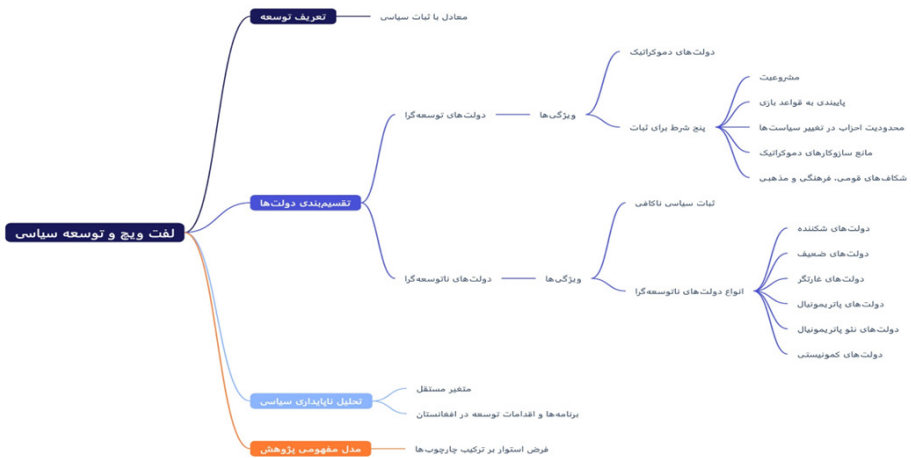 لفت ویچ و توسعه سیاسی
تعریف توسعه
معادل با ثبات سیاسی
تقسیم‌بندی دولت‌ها
دولت‌های توسعه‌گرا
ویژگی‌ها
دولت‌های دموکراتیک
پنج شرط برای ثبات
مشروعیت
پایبندی به قواعد بازی
محدودیت احزاب در تغییر سیاست‌ها
مانع سازوکارهای دموکراتیک
شکاف‌های قومی، فرهنگی و مذهبی
دولت‌های ناتوسعه‌گرا
ویژگی‌ها
ثبات سیاسی ناکافی
انواع دولت‌های ناتوسعه‌گرا
دولت‌های شکننده
دولت‌های ضعیف
دولت‌های غارتگر
دولت‌های پاتریمونیال
دولت‌های نئو پاتریمونیال
دولت‌های کمونیستی
تحلیل ناپایداری سیاسی
متغیر مستقل
برنامه‌ها و اقدامات توسعه در افغانستان
مدل مفهومی پژوهش
فرض استوار بر ترکیب چارچوب‌ها